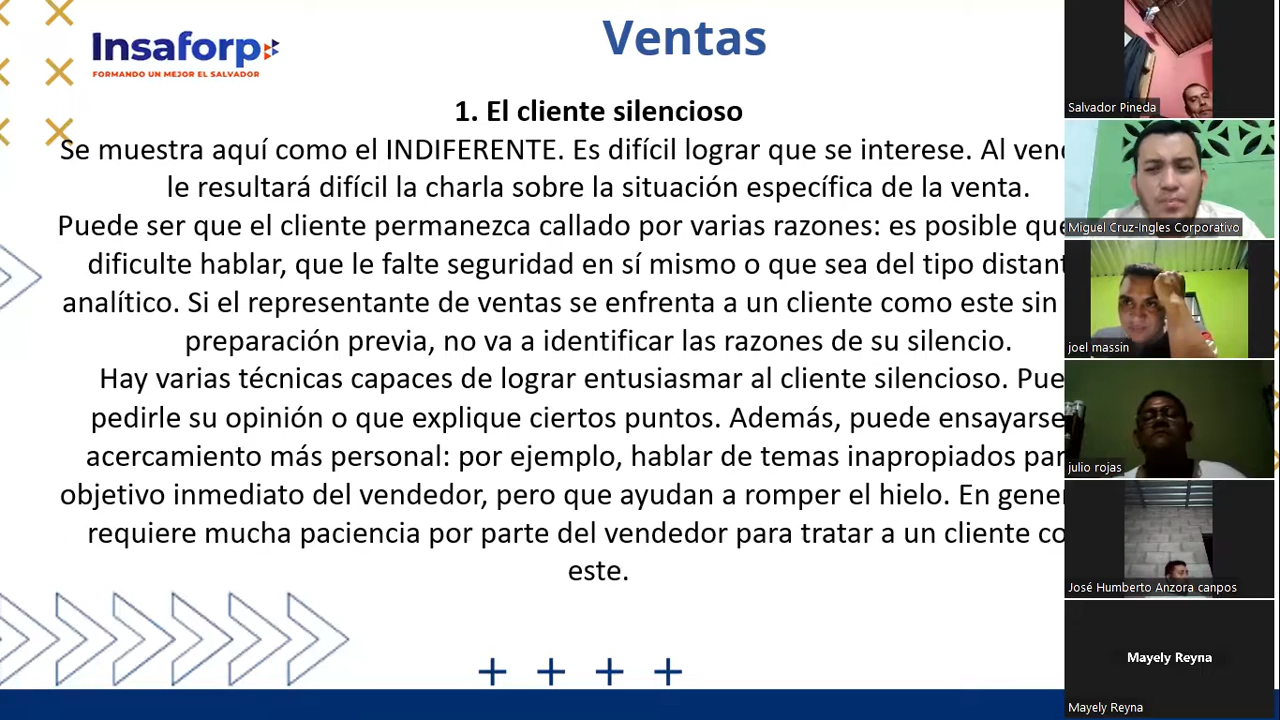 Insaforp
FORMANDO UN MEJOR EL SALVADOR
Ventas
1. El cliente silencioso
Se muestra aquí como el INDIFERENTE. Es difícil lograr que se interese. Al
le resultará difícil la charla sobre la situación específica de la venta.
Puede ser que el cliente permanezca callado por varias razones: es posible
dificulte hablar, que le falte seguridad en sí mismo o que sea del tipo
analítico. Si el representante de ventas se enfrenta a un cliente como este sin
preparación previa, no va a identificar las razones de su silencio.
Hay varias técnicas capaces de lograr entusiasmar al cliente silencioso.
pedirle su opinión o que explique ciertos puntos. Además, puede ensayarse
acercamiento más personal: por ejemplo, hablar de temas inapropiados
objetivo inmediato del vendedor, pero que ayudan a romper el hielo. En
requiere mucha paciencia por parte del vendedor para tratar a un cliente
este.
Salvador Pineda
Miguel Cruz-Ingles Corporativo
joel massin
julio rojas
José Humberto Anzora canpos
Mayely Reyna
Mayely Reyna